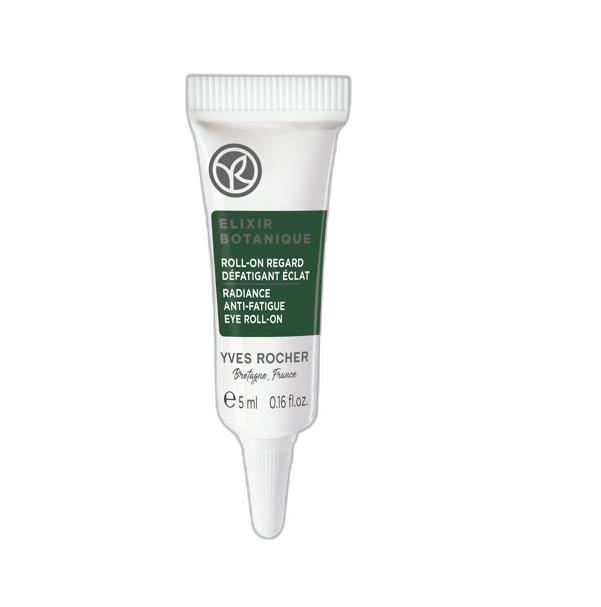 ELIXIR
BOTANIQUE
ROLL-ON REGARD
DÉFATIGANT ÉCLAT
RADIANCE
ANTI-FATIGUE
EYE ROLL-ON
YVES ROCHER
Bretagne, France
℮ 5 ml 0.16 fl.oz.